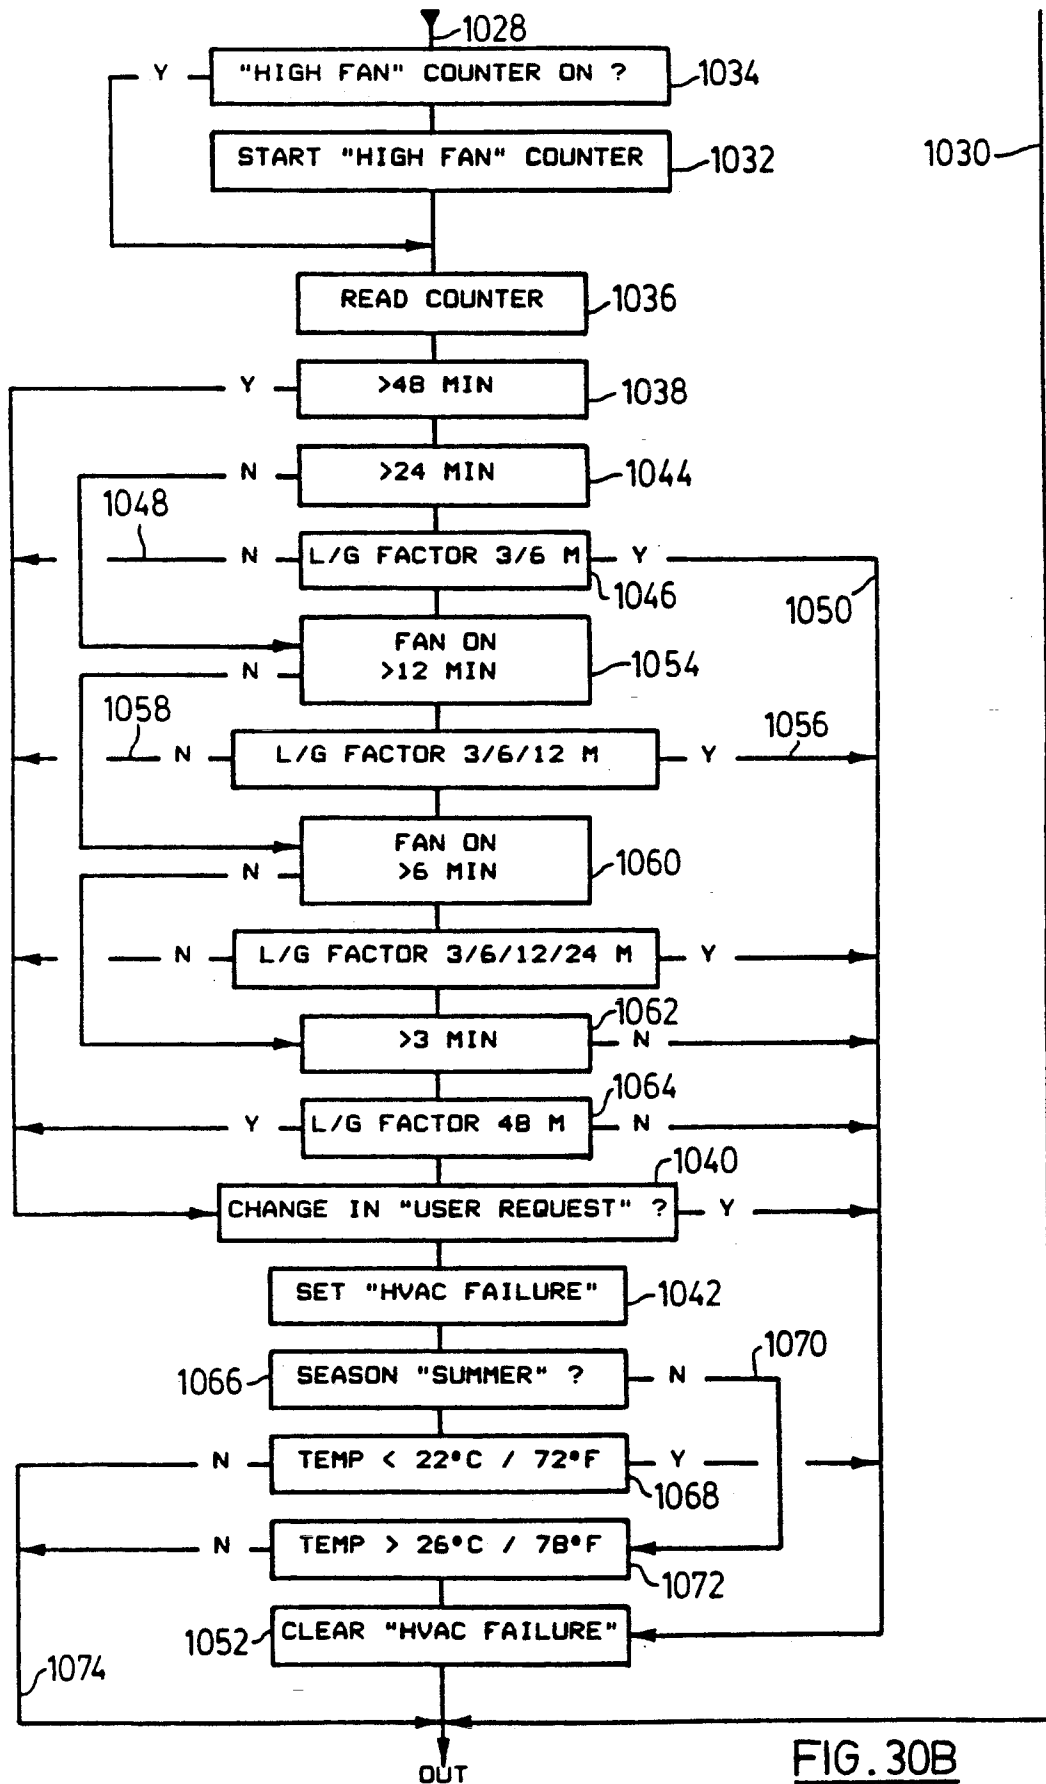 1028
Y "HIGH FAN" COUNTER ON ? 1034
START "HIGH FAN" COUNTER 1032
1030
READ COUNTER 1036
Y >48 MIN 1038
N >24 MIN 1044
1048
N L/G FACTOR 3/6 M Y
1046
1050
FAN ON
N >12 MIN 1054
1058
1056
N L/G FACTOR 3/6/12 M Y
FAN ON
N >6 MIN 1060
N L/G FACTOR 3/6/12/24 M Y
1062
>3 MIN N
1064
Y L/G FACTOR 48 M N
1040
CHANGE IN "USER REQUEST" ? Y
SET "HVAC FAILURE" 1042
1070
1066 SEASON "SUMMER" ? N
N TEMP < 22°C / 72°F Y
1068
N TEMP > 26°C / 78°F
1072
1052 CLEAR "HVAC FAILURE"
1074
OUT
FIG. 30B